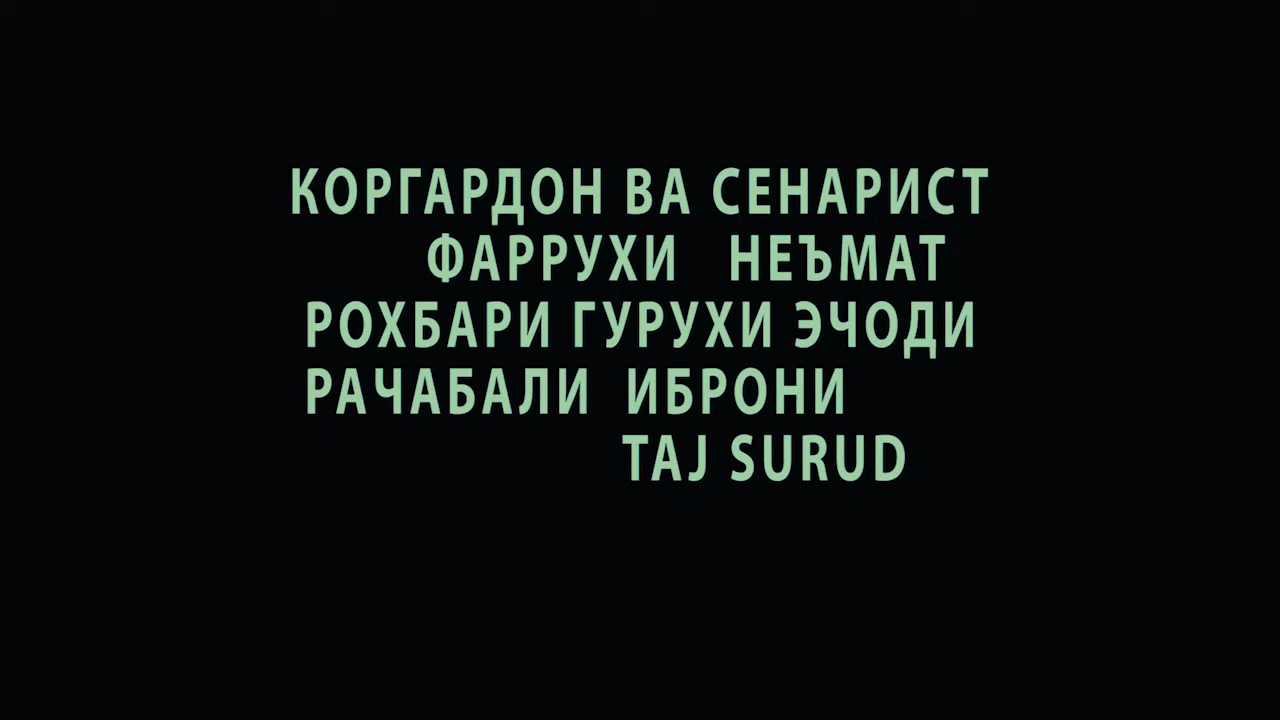 КОРГАРДОН ВА СЕНАРИСТ
ФАРРУХИ НЕЪМАТ
РОХБАРИ ГУРУХИ ЭЧОДИ
РАЧАБАЛИ ИБРОНИ
TAJ SURUD